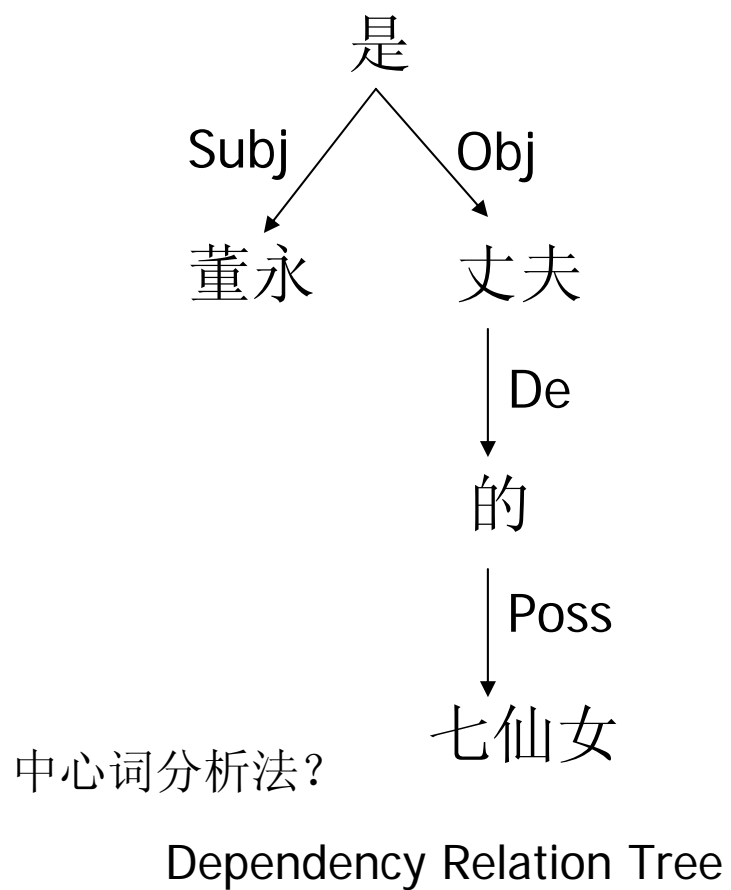 是
Subj Obj
董永 丈夫
De
的
Poss
七仙女
中心词分析法?
Dependency Relation Tree